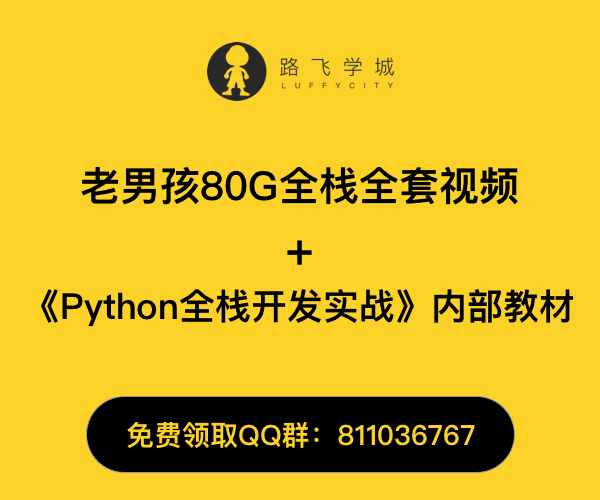 路飞学城
LUFFYCITY
老男孩80G全栈全套视频
+
《Python全栈开发实战》内部教材
免费领取QQ群：811036767